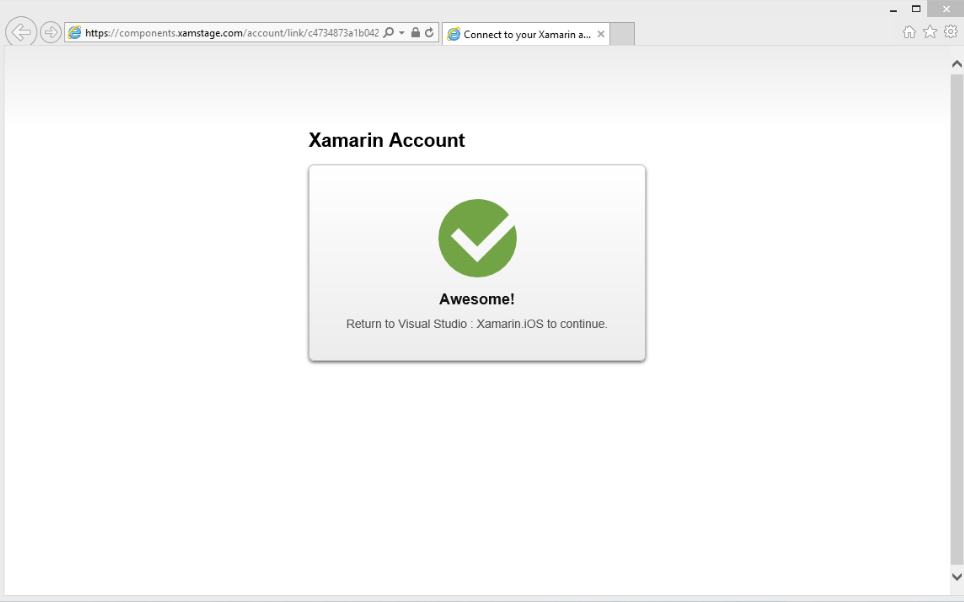 https://components.xamstage.com/account/link/c4734873a1b042
Connect to your Xamarin a...
Xamarin Account
Awesome!
Return to Visual Studio : Xamarin.iOS to continue.